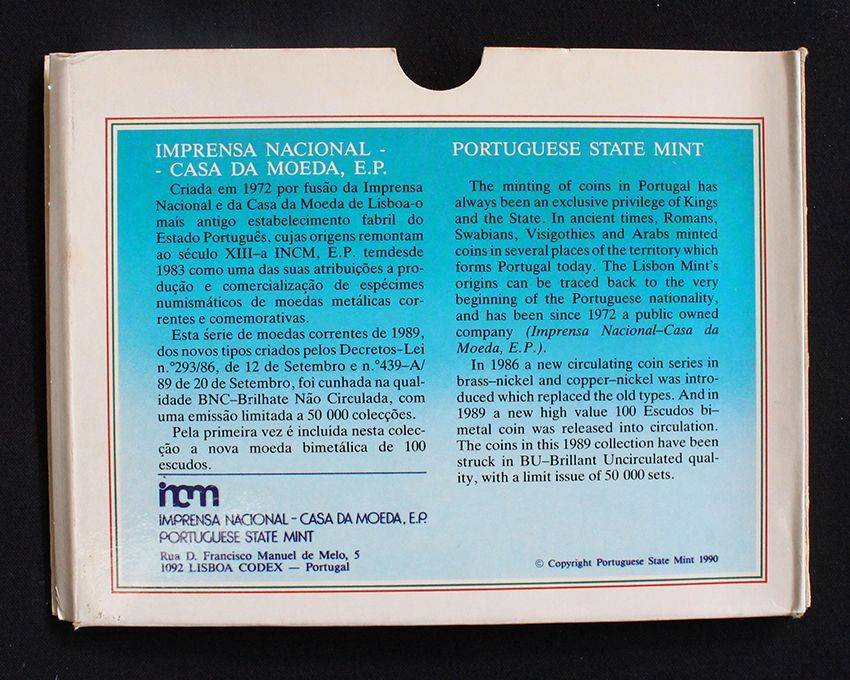 IMPRENSA NACIONAL -
- CASA DA MOEDA, E.P.
Criada em 1972 por fusão da Imprensa
Nacional e da Casa da Moeda de Lisboa-o
mais antigo estabelecimento fabril do
Estado Português, cujas origens remontam
ao século XIII–a INCM, E.P. temdesde
1983 como uma das suas atribuições a pro-
dução e comercialização de espécimes
numismáticos de moedas metálicas cor-
rentes e comemorativas.
Esta série de moedas correntes de 1989,
dos novos tipos criados pelos Decretos–Lei
n.º293/86, de 12 de Setembro e n.º439–A/
89 de 20 de Setembro, foi cunhada na qual-
idade BNC–Brilhate Não Circulada, com
uma emissão limitada a 50 000 colecções.
Pela primeira vez é incluida nesta colec-
ção a nova moeda bimetálica de 100
escudos.
incm
IMPRENSA NACIONAL - CASA DA MOEDA, E.P.
PORTUGUESE STATE MINT
Rua D. Francisco Manuel de Melo, 5
1092 LISBOA CODEX — Portugal
PORTUGUESE STATE MINT
The minting of coins in Portugal has
always been an exclusive privilege of Kings
and the State. In ancient times, Romans,
Swabians, Visigothies and Arabs minted
coins in several places of the territory which
forms Portugal today. The Lisbon Mint's
origins can be traced back to the very
beginning of the Portuguese nationality,
and has been since 1972 a public owned
company (Imprensa Nacional–Casa da
Moeda, E.P.).
In 1986 a new circulating coin series in
brass–nickel and copper–nickel was intro-
duced which replaced the old types. And in
1989 a new high value 100 Escudos bi–
metal coin was released into circulation.
The coins in this 1989 collection have been
struck in BU–Brillant Uncirculated qual-
ity, with a limit issue of 50 000 sets.
© Copyright Portuguese State Mint 1990